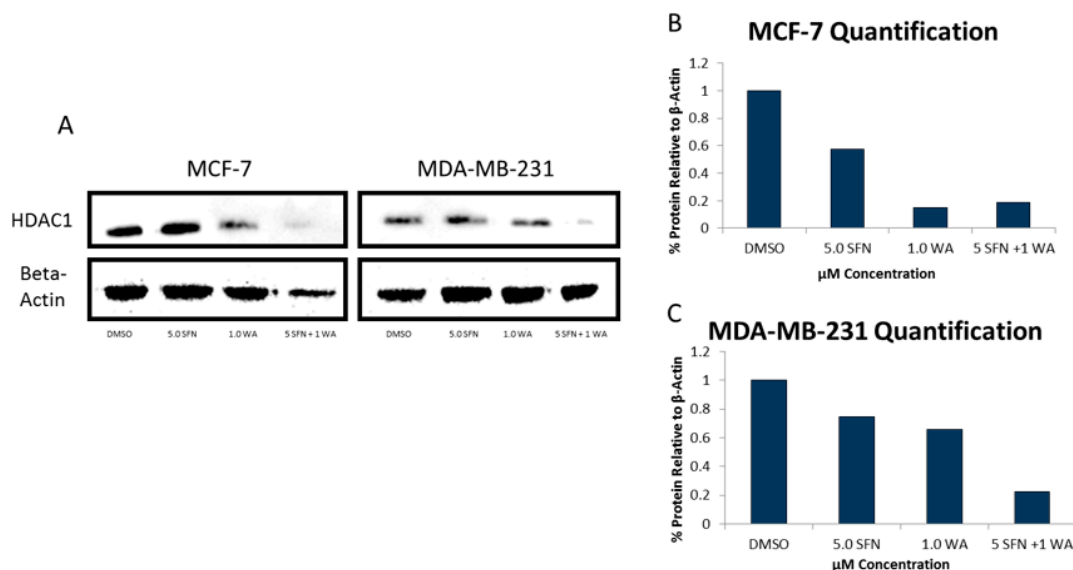 A
MCF-7
MDA-MB-231
HDAC1
Beta-
Actin
DMSO 5.0 SFN 1.0 WA 5 SFN + 1 WA DMSO 5.0 SFN 1.0 WA 5 SFN + 1 WA
B
MCF-7 Quantification
% Protein Relative to β-Actin
1.2
1
0.8
0.6
0.4
0.2
0
DMSO 5.0 SFN 1.0 WA 5 SFN +1 WA
µM Concentration
C
MDA-MB-231 Quantification
% Protein Relative to β-Actin
1.2
1
0.8
0.6
0.4
0.2
0
DMSO 5.0 SFN 1.0 WA 5 SFN +1 WA
µM Concentration